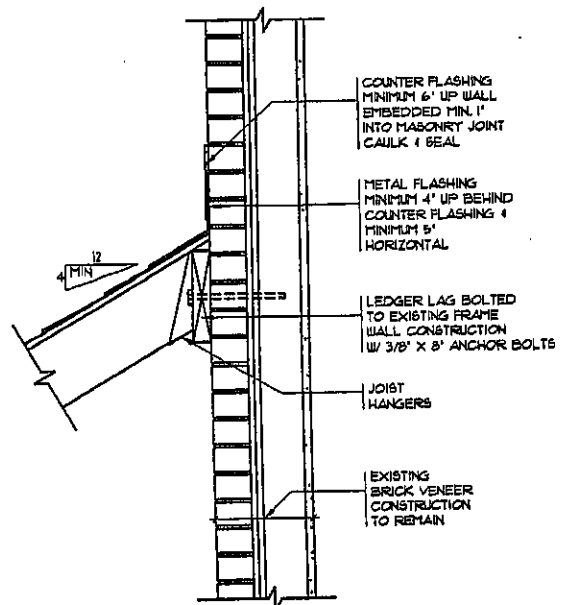 COUNTER FLASHING
MINIMUM 6" UP WALL
EMBEDDED MIN. 1"
INTO MASONRY JOINT
CAULK & SEAL
METAL FLASHING
MINIMUM 4" UP BEHIND
COUNTER FLASHING &
MINIMUM 5"
HORIZONTAL
12
4 MIN
LEDGER LAG BOLTED
TO EXISTING FRAME
WALL CONSTRUCTION
W/ 3/8" X 8" ANCHOR BOLTS
JOIST
HANGERS
EXISTING
BRICK VENEER
CONSTRUCTION
TO REMAIN